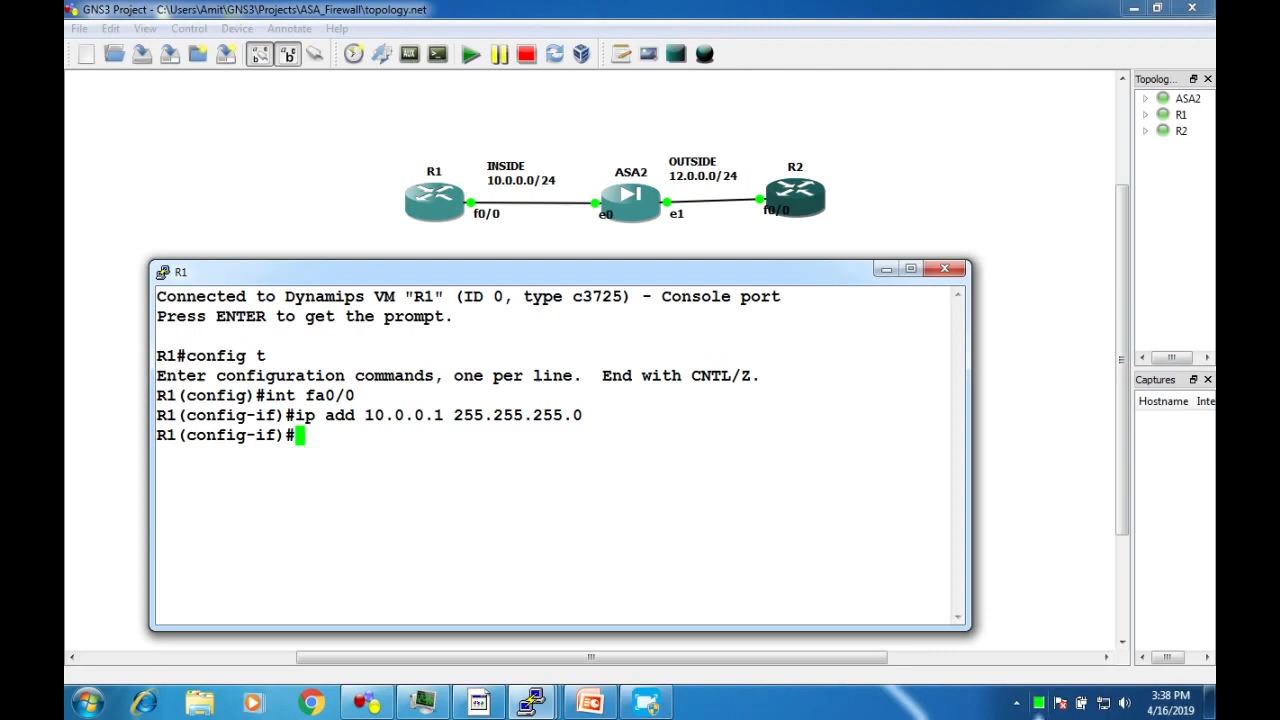 GNS3 Project - C:\Users\Amit\GNS3\Projects\ASA_Firewall\topology.net
File Edit View Control Device Annotate Help
Topolog...
ASA2
R1
R2
R1
INSIDE
10.0.0.0/24
ASA2
OUTSIDE
12.0.0.0/24
R2
f0/0
e0
e1
f0/0
R1
Connected to Dynamips VM "R1" (ID 0, type c3725) - Console port
Press ENTER to get the prompt.
R1#config t
Enter configuration commands, one per line.  End with CNTL/Z.
R1(config)#int fa0/0
R1(config-if)#ip add 10.0.0.1 255.255.255.0
R1(config-if)#
Captures
Hostname Inte
3:38 PM
4/16/2019